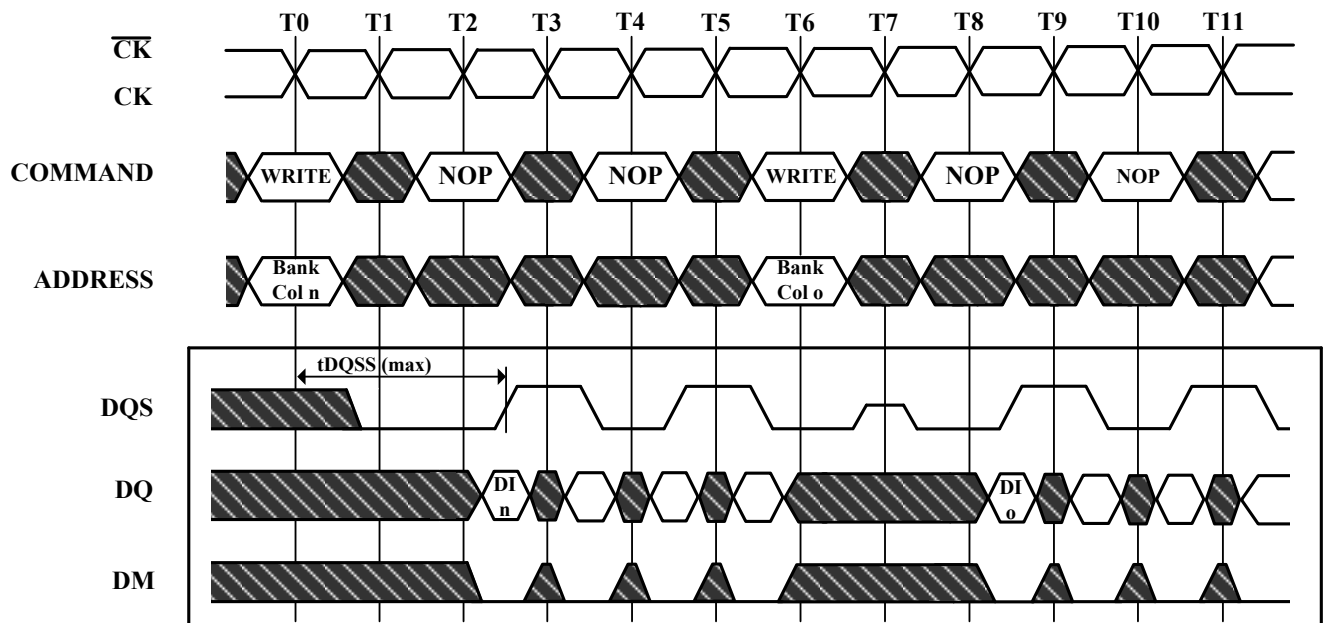 T0 T1 T2 T3 T4 T5 T6 T7 T8 T9 T10 T11
CK
CK
COMMAND WRITE NOP NOP WRITE NOP NOP
ADDRESS Bank Col n Bank Col o
tDQSS (max)
DQS
DQ DI n DI o
DM